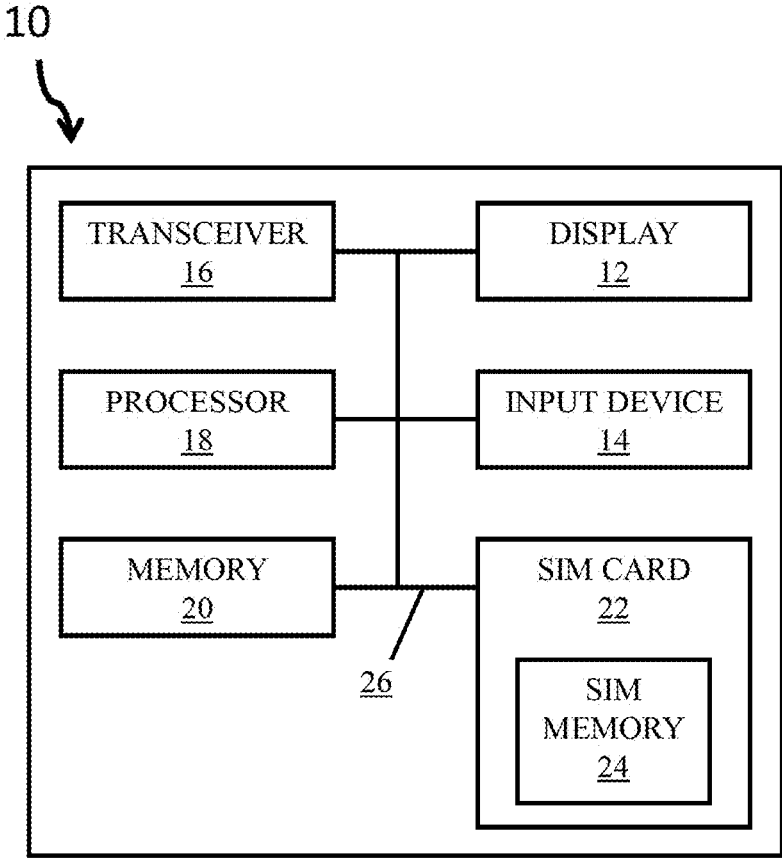 10
TRANSCEIVER
16
DISPLAY
12
PROCESSOR
18
INPUT DEVICE
14
MEMORY
20
SIM CARD
22
26
SIM
MEMORY
24